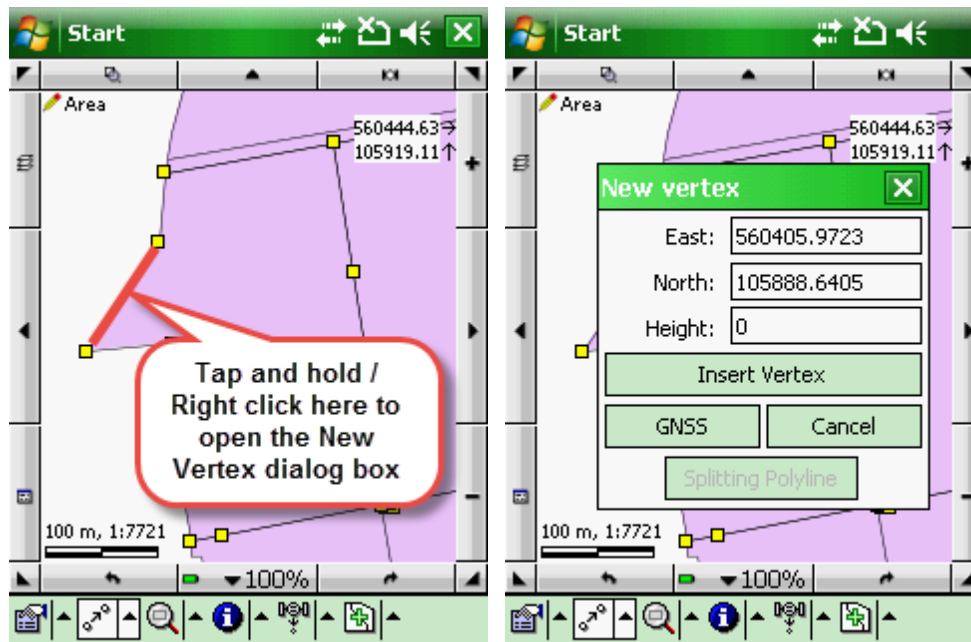 Start
Area
560444.63
105919.11
Tap and hold /
Right click here to
open the New
Vertex dialog box
100 m, 1:7721
100%
Start
Area
560444.63
105919.11
New vertex
East: 560405.9723
North: 105888.6405
Height: 0
Insert Vertex
GNSS Cancel
Splitting Polyline
100 m, 1:7721
100%